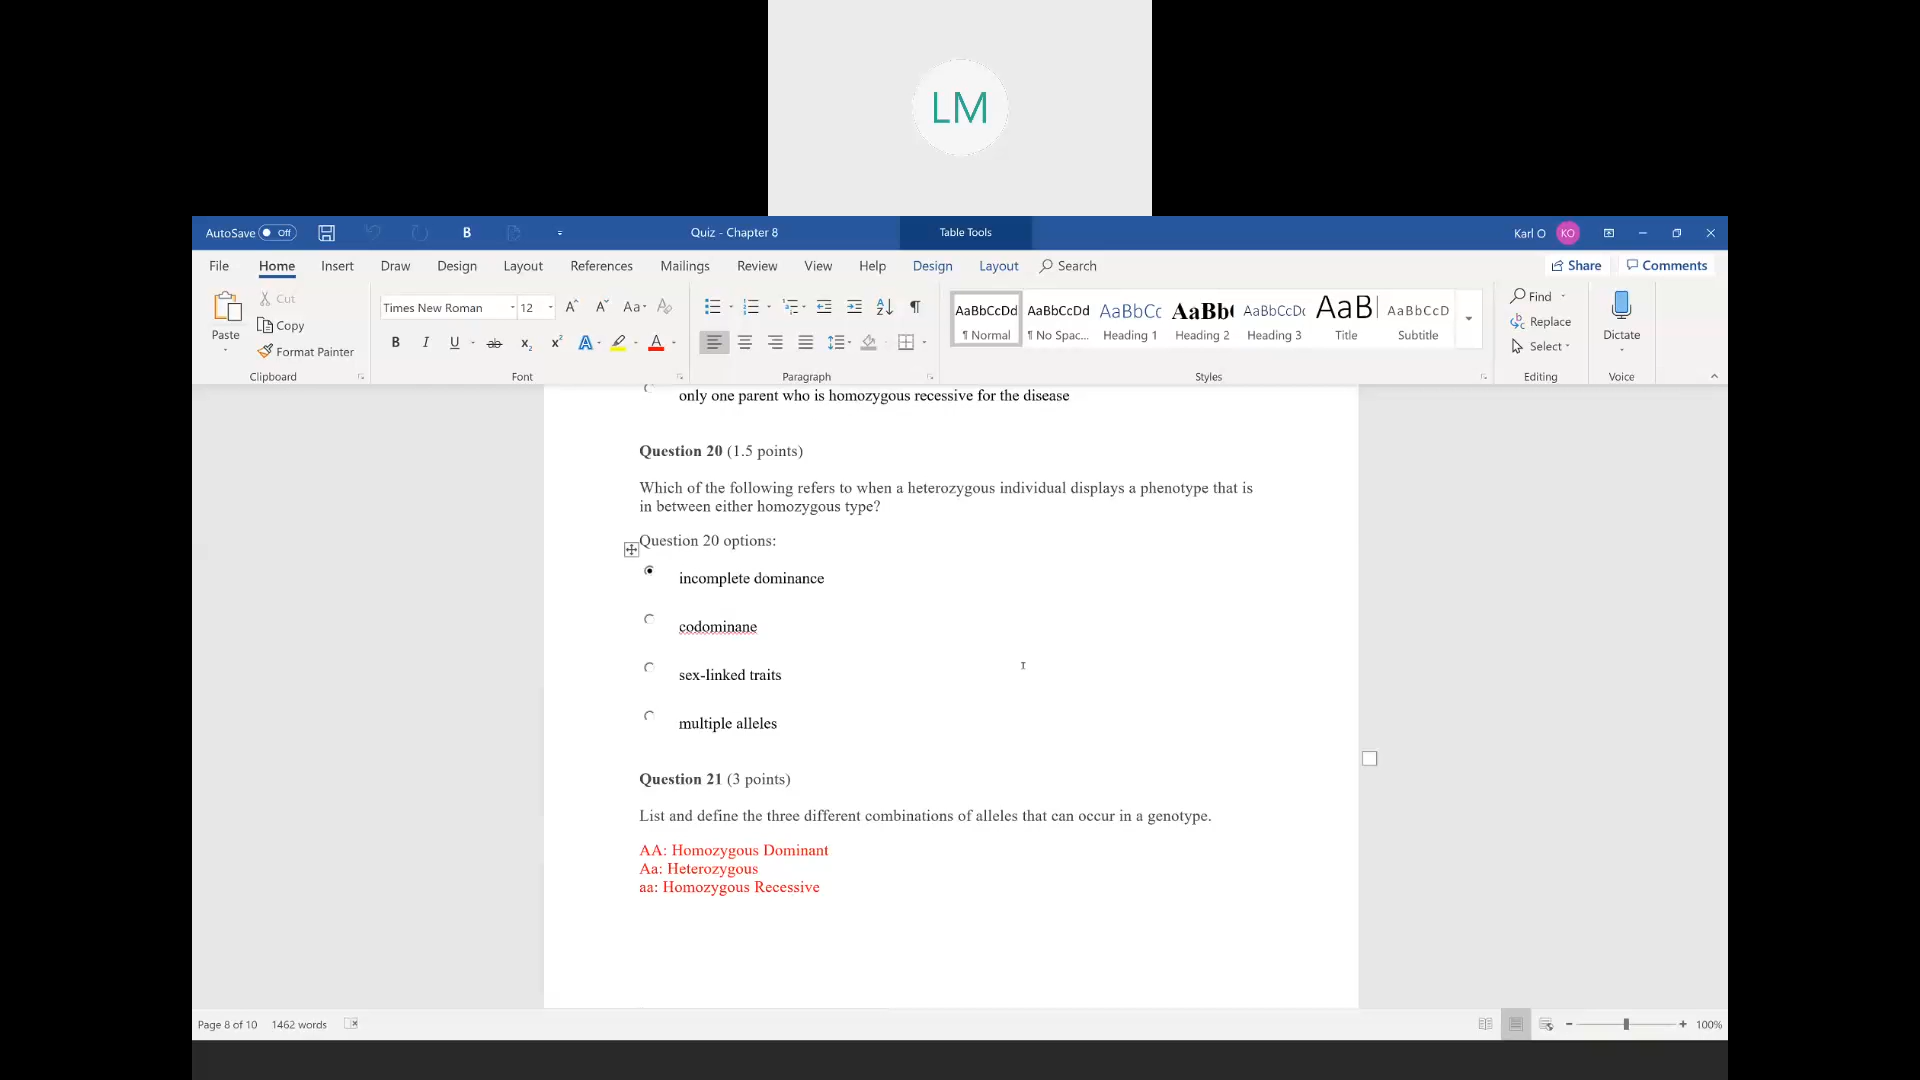 LM
AutoSave Off B Quiz - Chapter 8 Table Tools Karl O KO
File Home Insert Draw Design Layout References Mailings Review View Help Design Layout Search Share Comments
Paste Cut Copy Format Painter
Clipboard
Times New Roman 12 Aa
B I U ab x₂ x² A A
Font
Paragraph
AaBbCcDd AaBbCcDd AaBbCc AaBb( AaBbCcDc AaB AaBbCcD
¶ Normal ¶ No Spac... Heading 1 Heading 2 Heading 3 Title Subtitle
Styles
Find
Replace
Select
Editing
Dictate
Voice
only one parent who is homozygous recessive for the disease
Question 20 (1.5 points)
Which of the following refers to when a heterozygous individual displays a phenotype that is
in between either homozygous type?
Question 20 options:
incomplete dominance
codominane
sex-linked traits
multiple alleles
Question 21 (3 points)
List and define the three different combinations of alleles that can occur in a genotype.
AA: Homozygous Dominant
Aa: Heterozygous
aa: Homozygous Recessive
Page 8 of 10 1462 words 100%